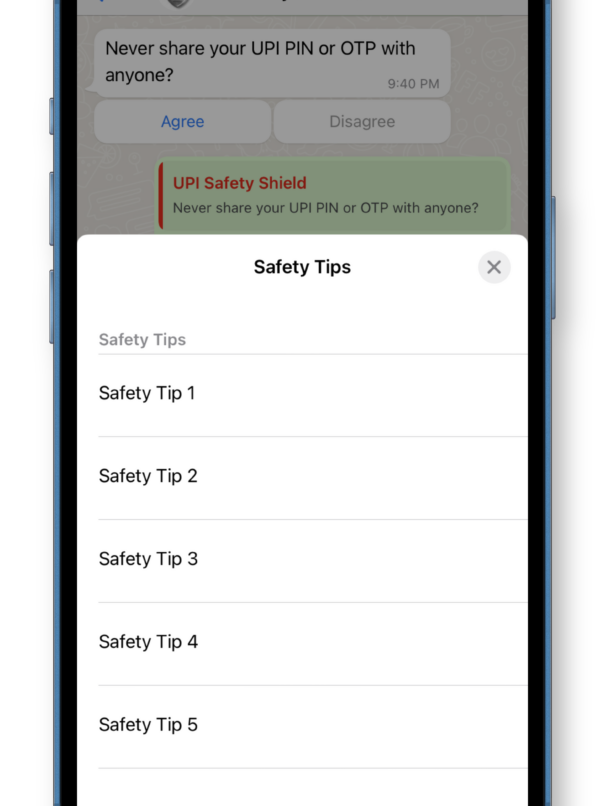 Never share your UPI PIN or OTP with
anyone?
9:40 PM
Agree
Disagree
UPI Safety Shield
Never share your UPI PIN or OTP with anyone?
Safety Tips
Safety Tips
Safety Tip 1
Safety Tip 2
Safety Tip 3
Safety Tip 4
Safety Tip 5